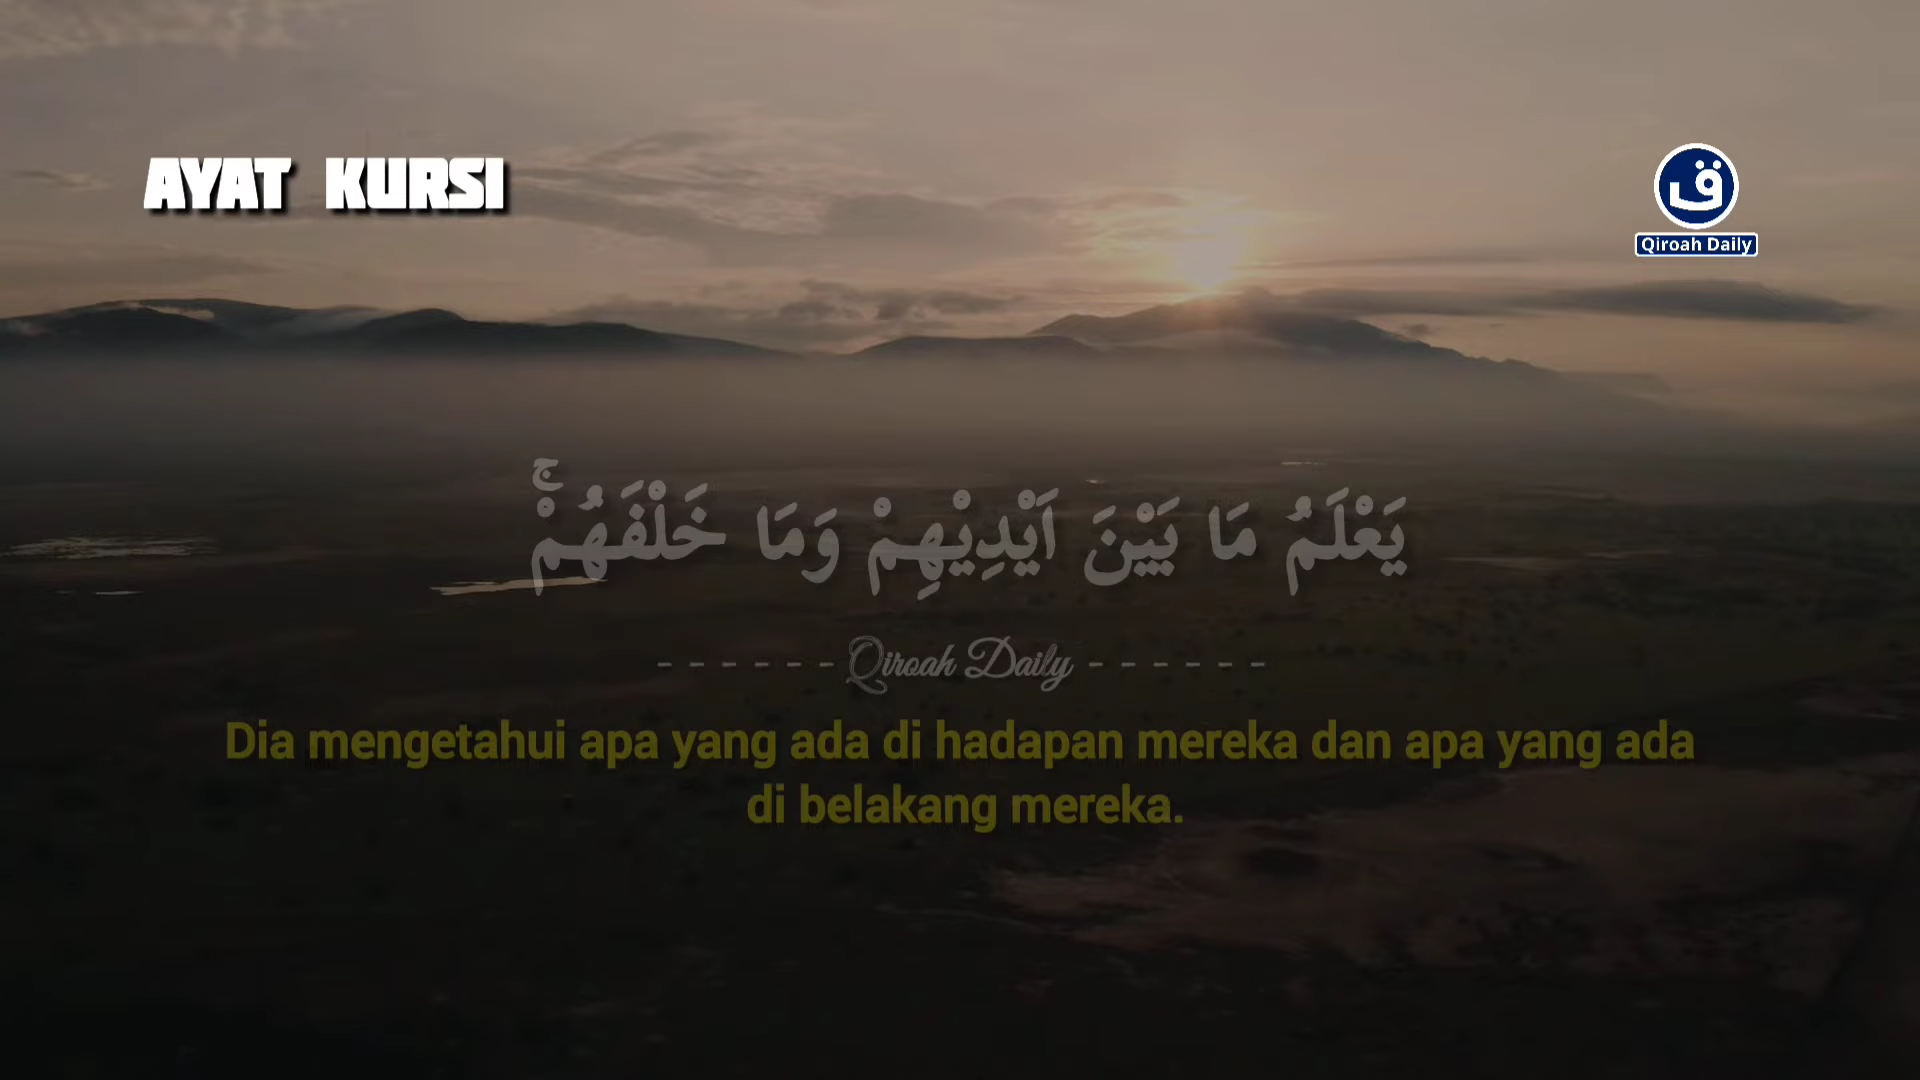 AYAT KURSI
ق
Qiroah Daily
يَعْلَمُ مَا بَيْنَ اَيْدِيْهِمْ وَمَا خَلْفَهُمْۚ
- - - - - - Qiroah Daily - - - - - -
Dia mengetahui apa yang ada di hadapan mereka dan apa yang ada
di belakang mereka.